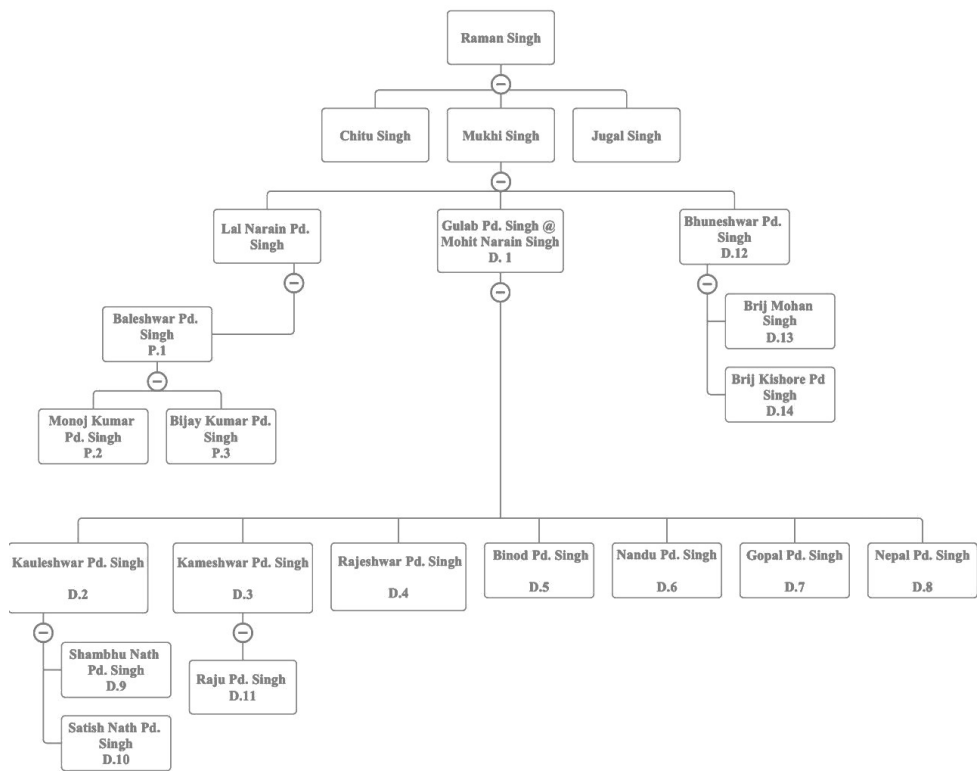 Raman Singh
Chitu Singh
Mukhi Singh
Jugal Singh
Lal Narain Pd.
Singh
Gulab Pd. Singh @
Mohit Narain Singh
D. 1
Bhuneshwar Pd.
Singh
D.12
Baleshwar Pd.
Singh
P.1
Brij Mohan
Singh
D.13
Brij Kishore Pd
Singh
D.14
Monoj Kumar
Pd. Singh
P.2
Bijay Kumar Pd.
Singh
P.3
Kauleshwar Pd. Singh
D.2
Kameshwar Pd. Singh
D.3
Rajeshwar Pd. Singh
D.4
Binod Pd. Singh
D.5
Nandu Pd. Singh
D.6
Gopal Pd. Singh
D.7
Nepal Pd. Singh
D.8
Shambhu Nath
Pd. Singh
D.9
Raju Pd. Singh
D.11
Satish Nath Pd.
Singh
D.10